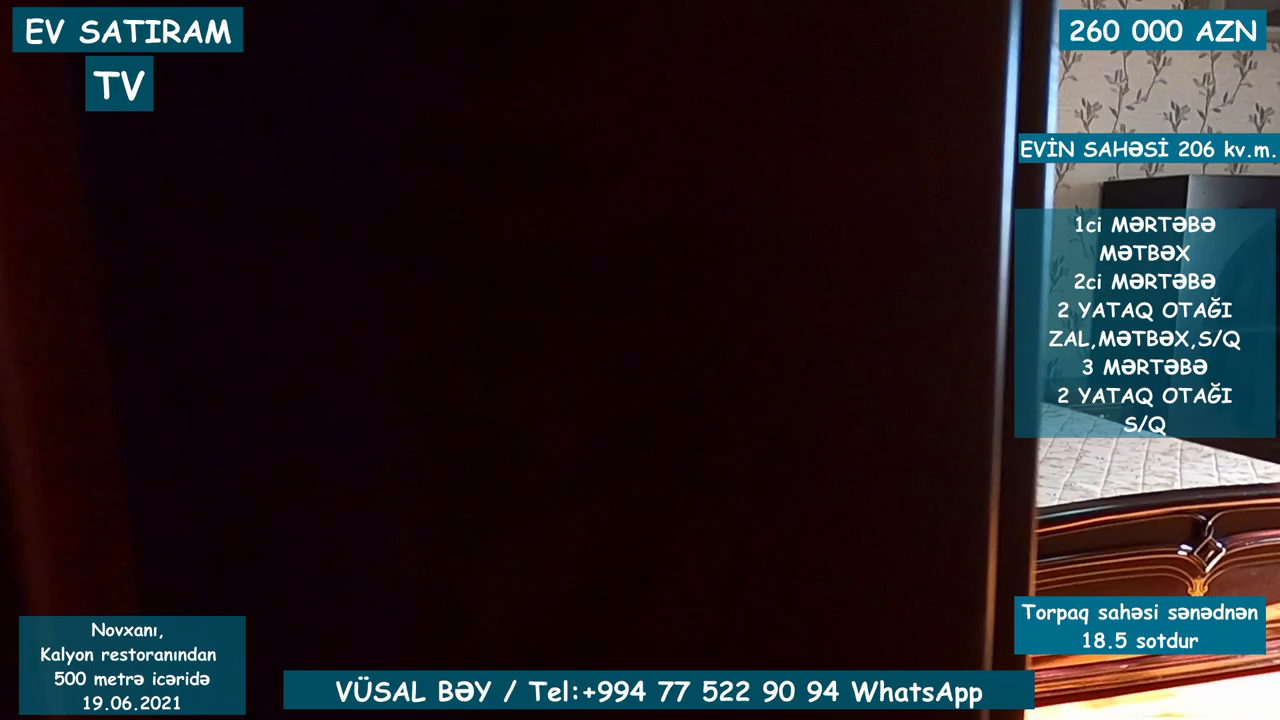 EV SATIRAM
TV
260 000 AZN
EVİN SAHƏSİ 206 kv.m.
1ci MƏRTƏBƏ
MƏTBƏX
2ci MƏRTƏBƏ
2 YATAQ OTAĞI
ZAL,MƏTBƏX,S/Q
3 MƏRTƏBƏ
2 YATAQ OTAĞI
S/Q
Torpaq sahəsi sənədnən
18.5 sotdur
Novxanı,
Kalyon restoranından
500 metrə icəridə
19.06.2021
VÜSAL BƏY / Tel:+994 77 522 90 94 WhatsApp